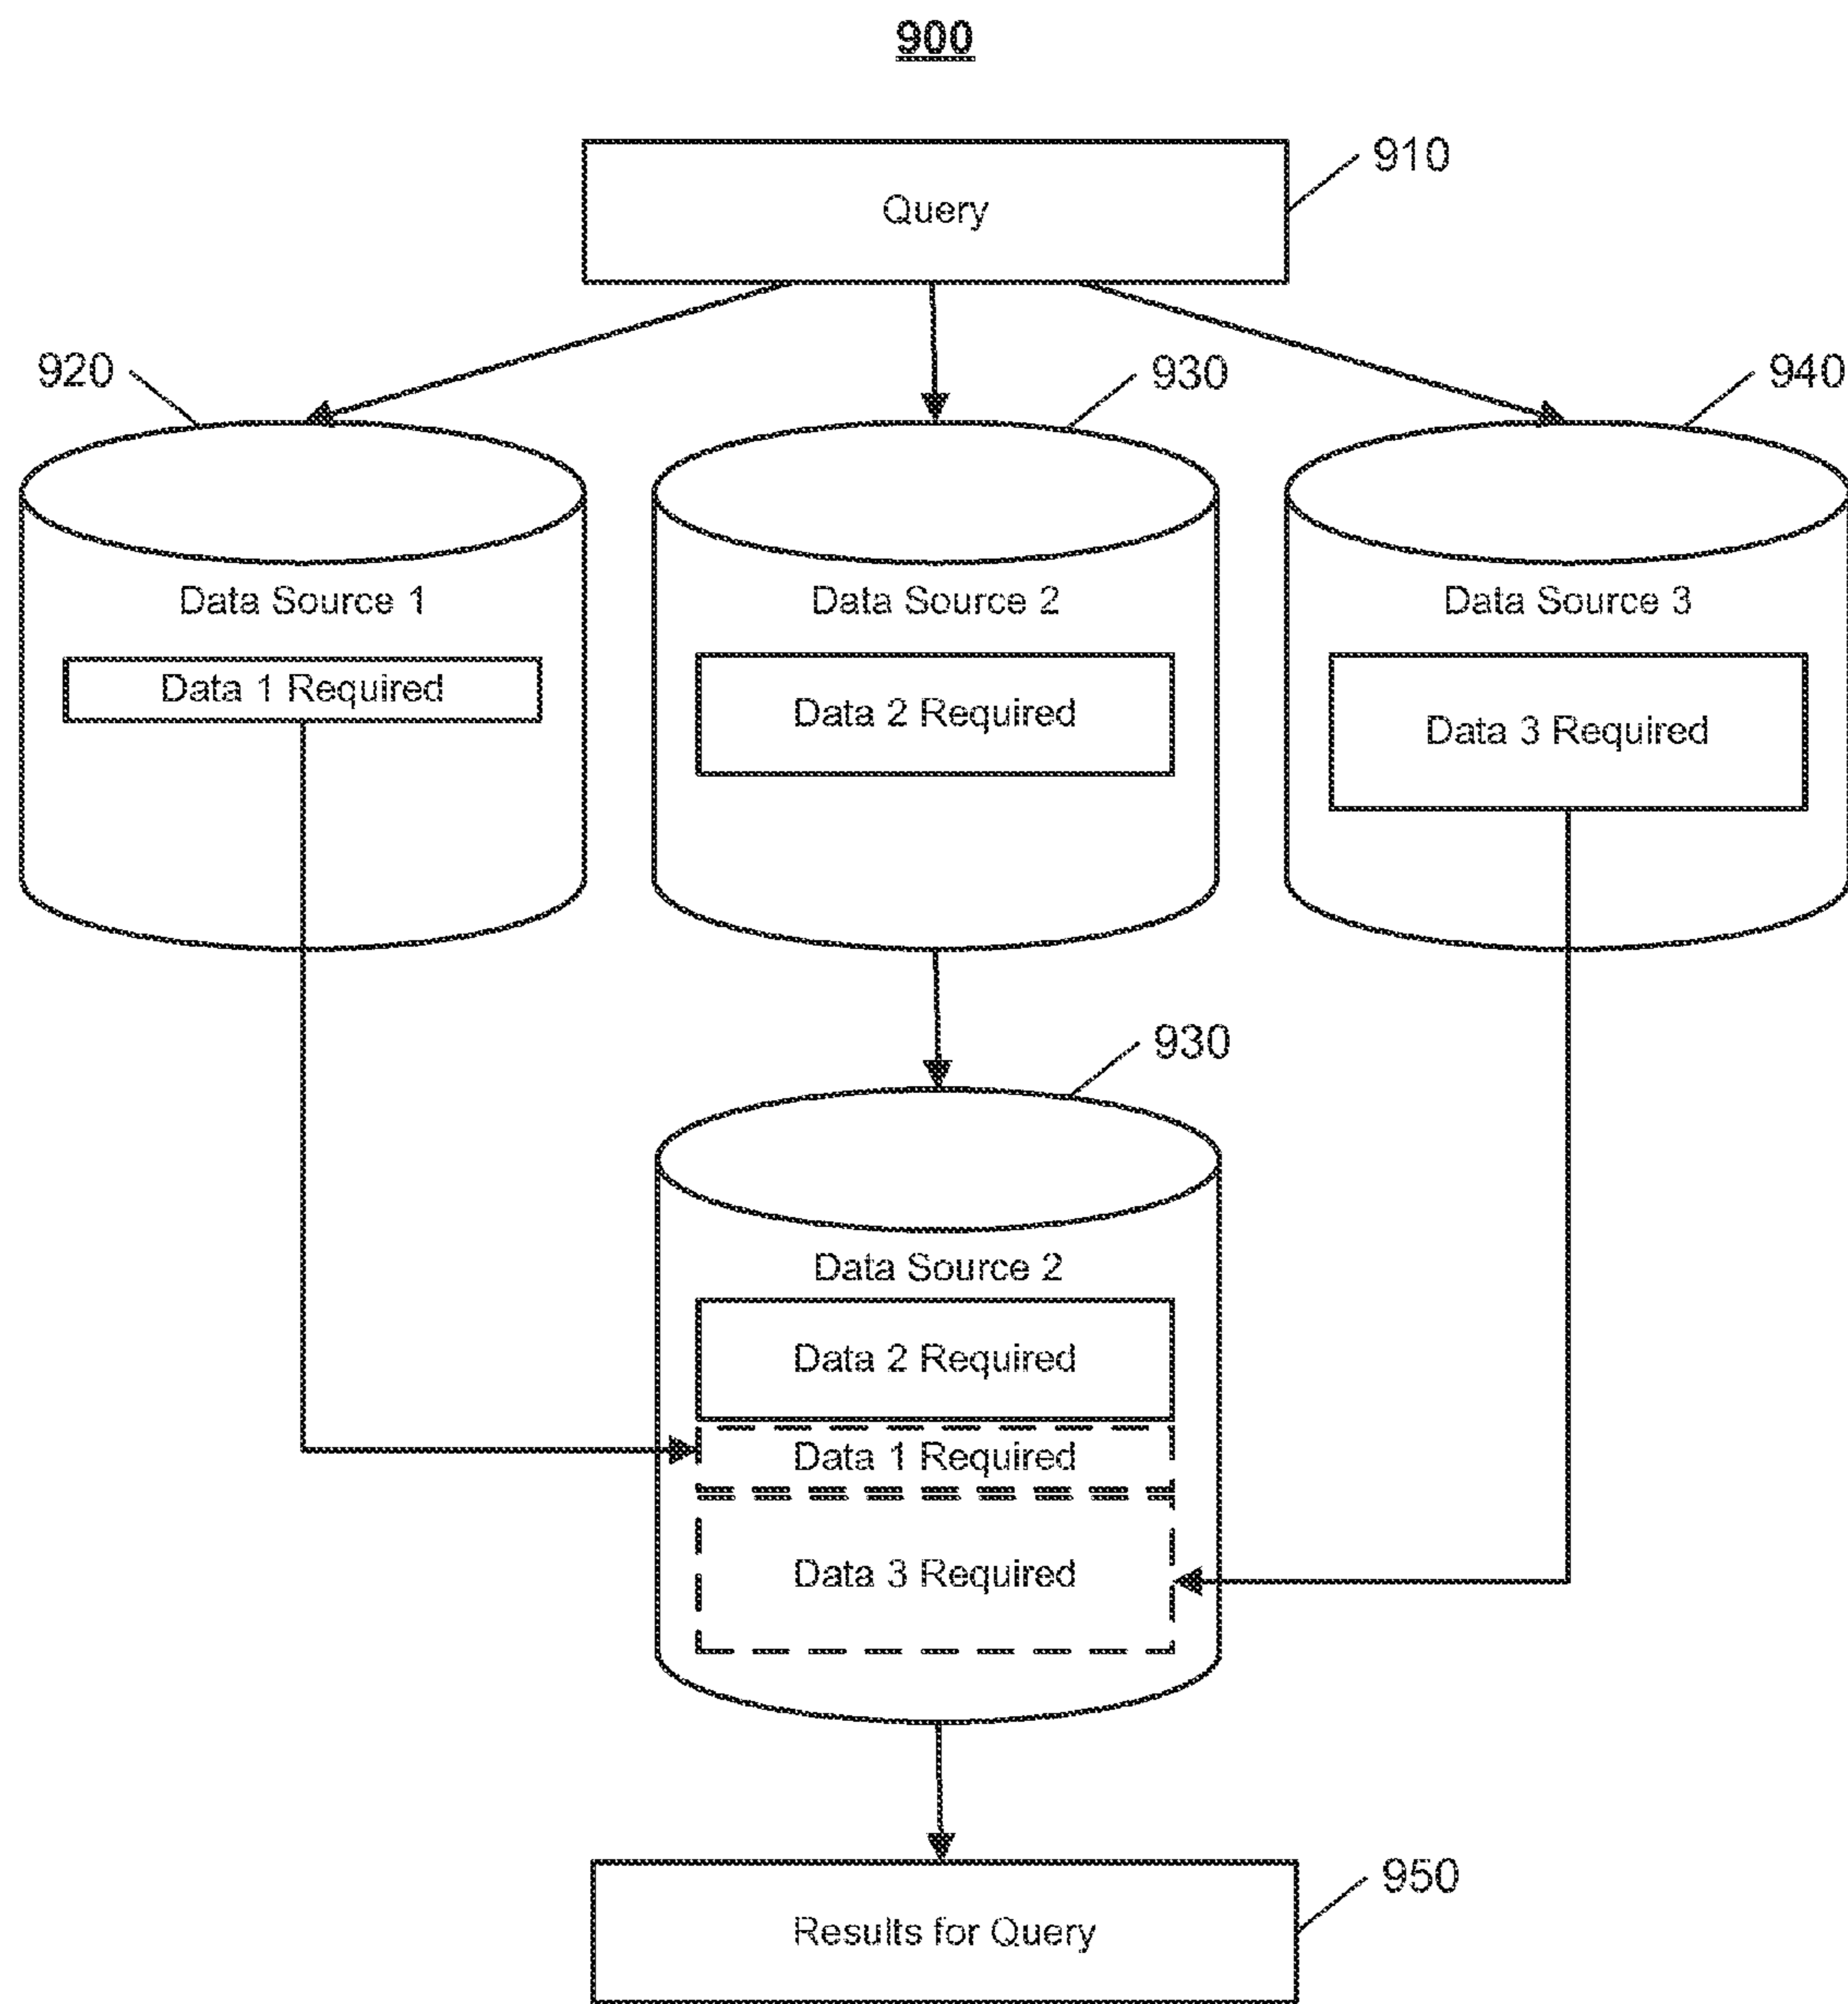 900
910
Query
920
930
940
Data Source 1
Data Source 2
Data Source 3
Data 1 Required
Data 2 Required
Data 3 Required
930
Data Source 2
Data 2 Required
Data 1 Required
Data 3 Required
950
Results for Query